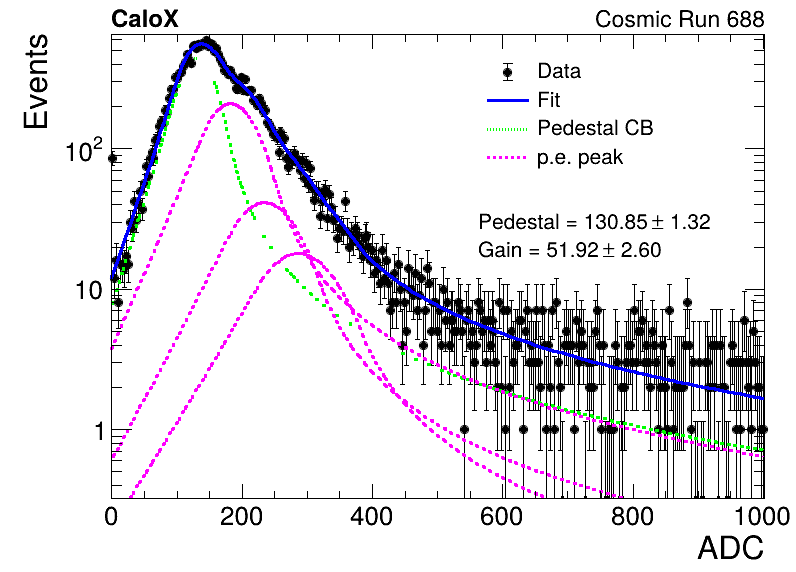 CaloX Cosmic Run 688
Events
Data
Fit
Pedestal CB
p.e. peak
Pedestal = 130.85 ± 1.32
Gain = 51.92 ± 2.60
10²
10
1
0 200 400 600 800 1000
ADC